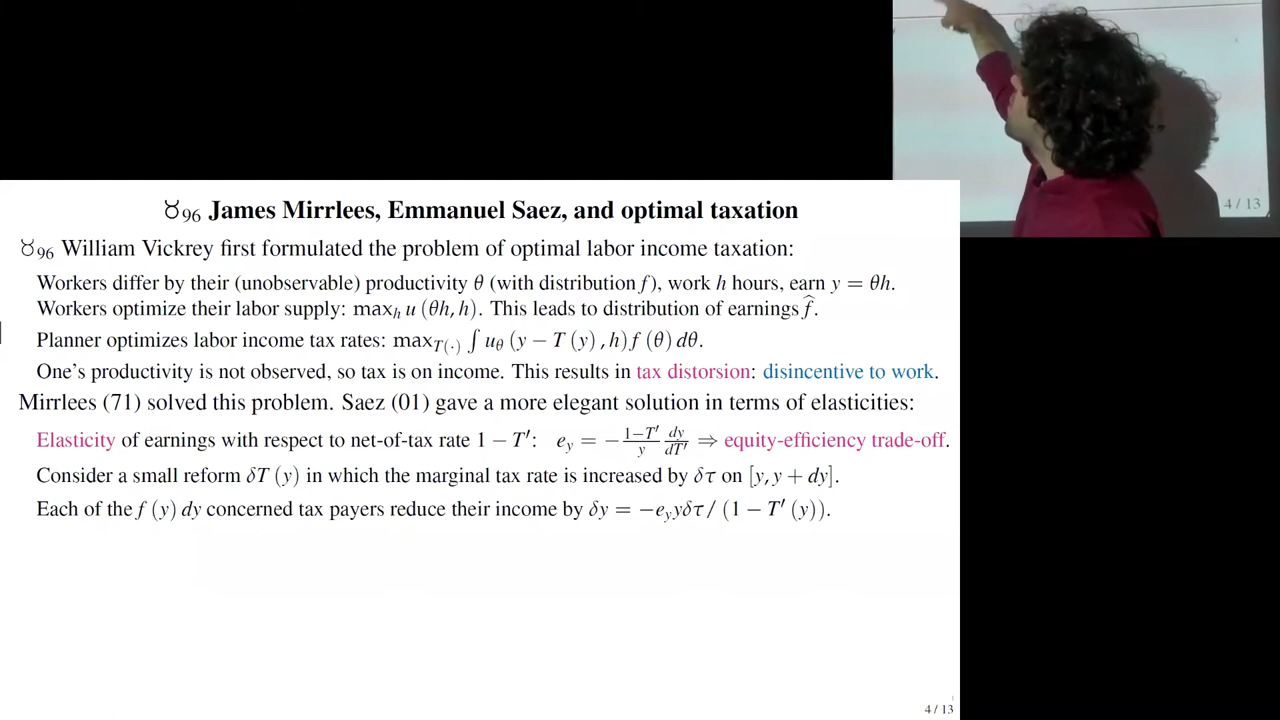 4 / 13
♉96 James Mirrlees, Emmanuel Saez, and optimal taxation
♉96 William Vickrey first formulated the problem of optimal labor income taxation:
Workers differ by their (unobservable) productivity θ (with distribution f), work h hours, earn y = θh.
Workers optimize their labor supply: max_h u (θh, h). This leads to distribution of earnings f̂.
Planner optimizes labor income tax rates: max_{T(·)} ∫ u_θ (y − T (y) , h) f (θ) dθ.
One's productivity is not observed, so tax is on income. This results in tax distorsion: disincentive to work.
Mirrlees (71) solved this problem. Saez (01) gave a more elegant solution in terms of elasticities:
Elasticity of earnings with respect to net-of-tax rate 1 − T′: e_y = −\frac{1−T′}{y} \frac{dy}{dT′} ⇒ equity-efficiency trade-off.
Consider a small reform δT (y) in which the marginal tax rate is increased by δτ on [y, y + dy].
Each of the f (y) dy concerned tax payers reduce their income by δy = −e_y yδτ / (1 − T′ (y)).
4 / 13